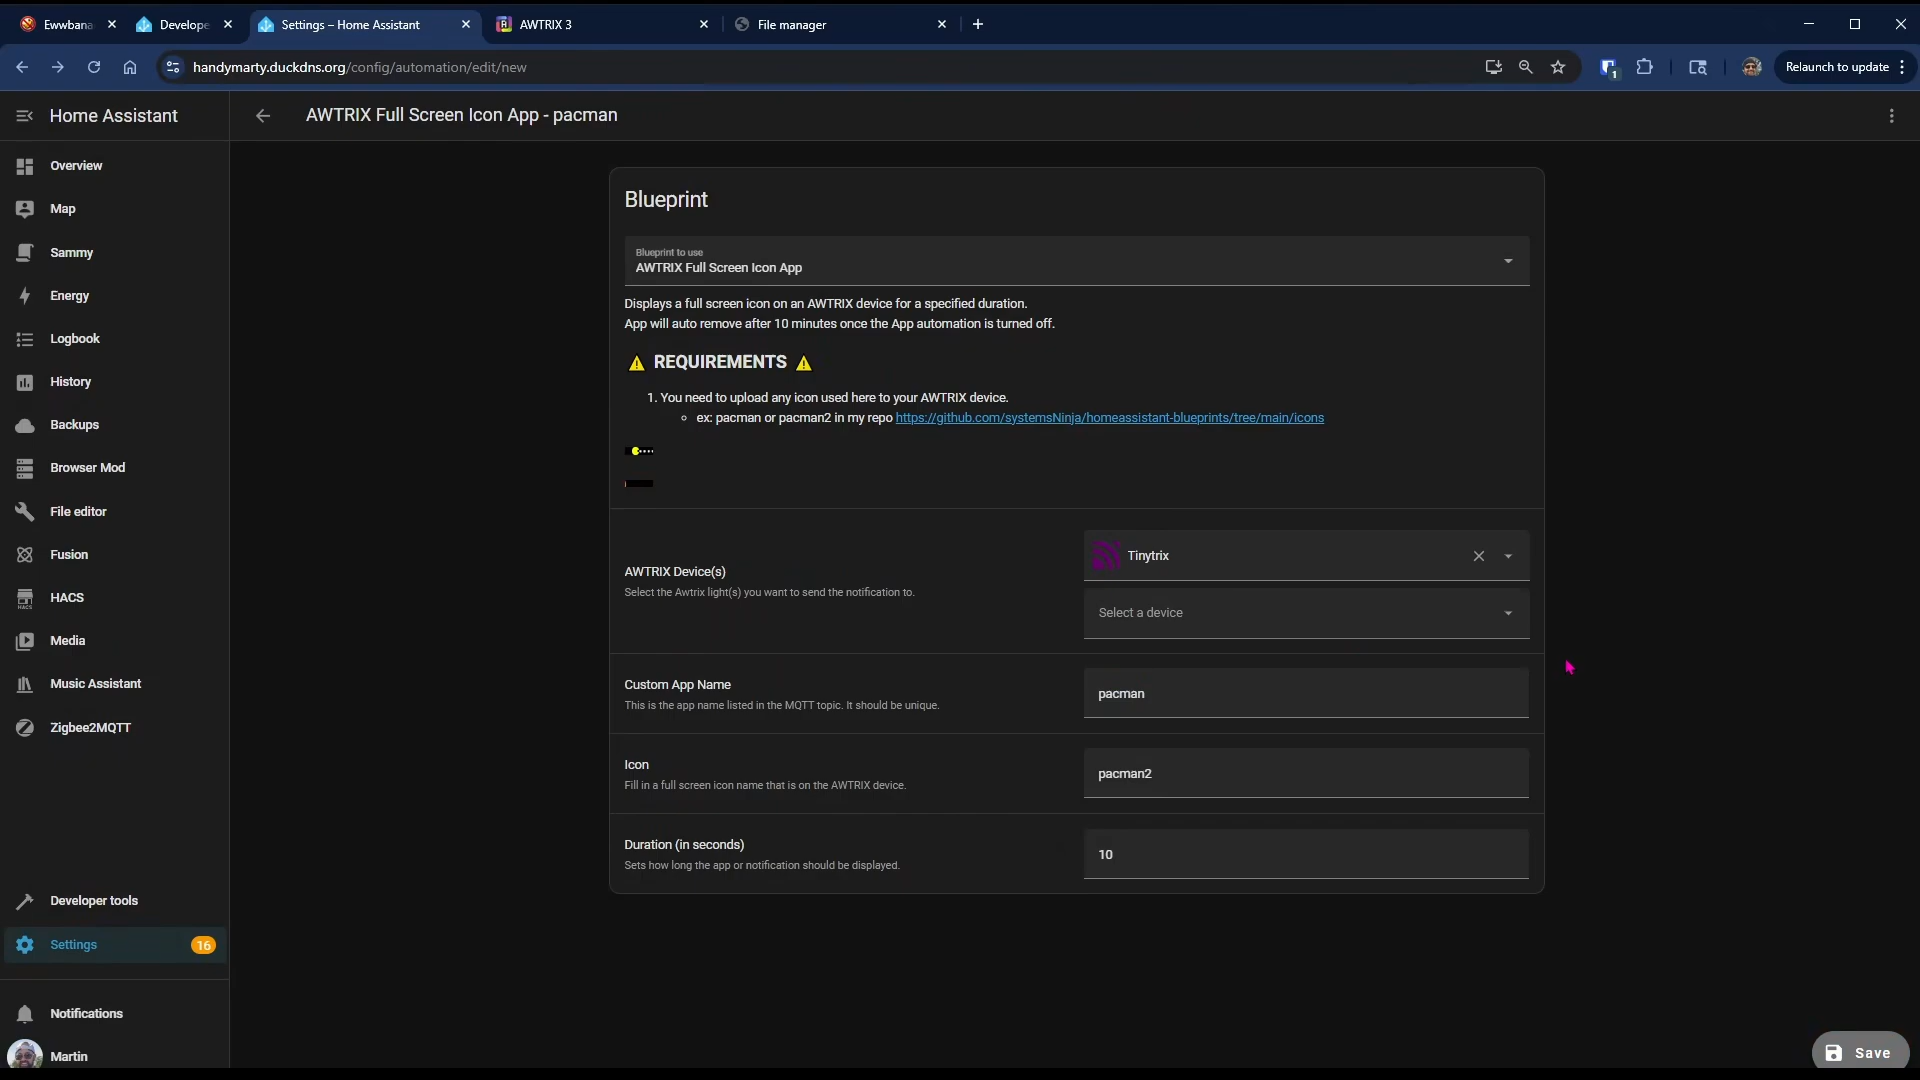 Ewwbana
Develope
Settings – Home Assistant
AWTRIX 3
File manager
handymarty.duckdns.org/config/automation/edit/new
1
Relaunch to update
Home Assistant
AWTRIX Full Screen Icon App - pacman
Overview
Map
Sammy
Energy
Logbook
History
Backups
Browser Mod
File editor
Fusion
HACS
HACS
Media
Music Assistant
Zigbee2MQTT
Developer tools
Settings
16
Notifications
Martin
Blueprint
Blueprint to use
AWTRIX Full Screen Icon App
Displays a full screen icon on an AWTRIX device for a specified duration.
App will auto remove after 10 minutes once the App automation is turned off.
REQUIREMENTS
1. You need to upload any icon used here to your AWTRIX device.
ex: pacman or pacman2 in my repo https://github.com/systemsNinja/homeassistant-blueprints/tree/main/icons
AWTRIX Device(s)
Select the Awtrix light(s) you want to send the notification to.
Tinytrix
Select a device
Custom App Name
This is the app name listed in the MQTT topic. It should be unique.
pacman
Icon
Fill in a full screen icon name that is on the AWTRIX device.
pacman2
Duration (in seconds)
Sets how long the app or notification should be displayed.
10
Save